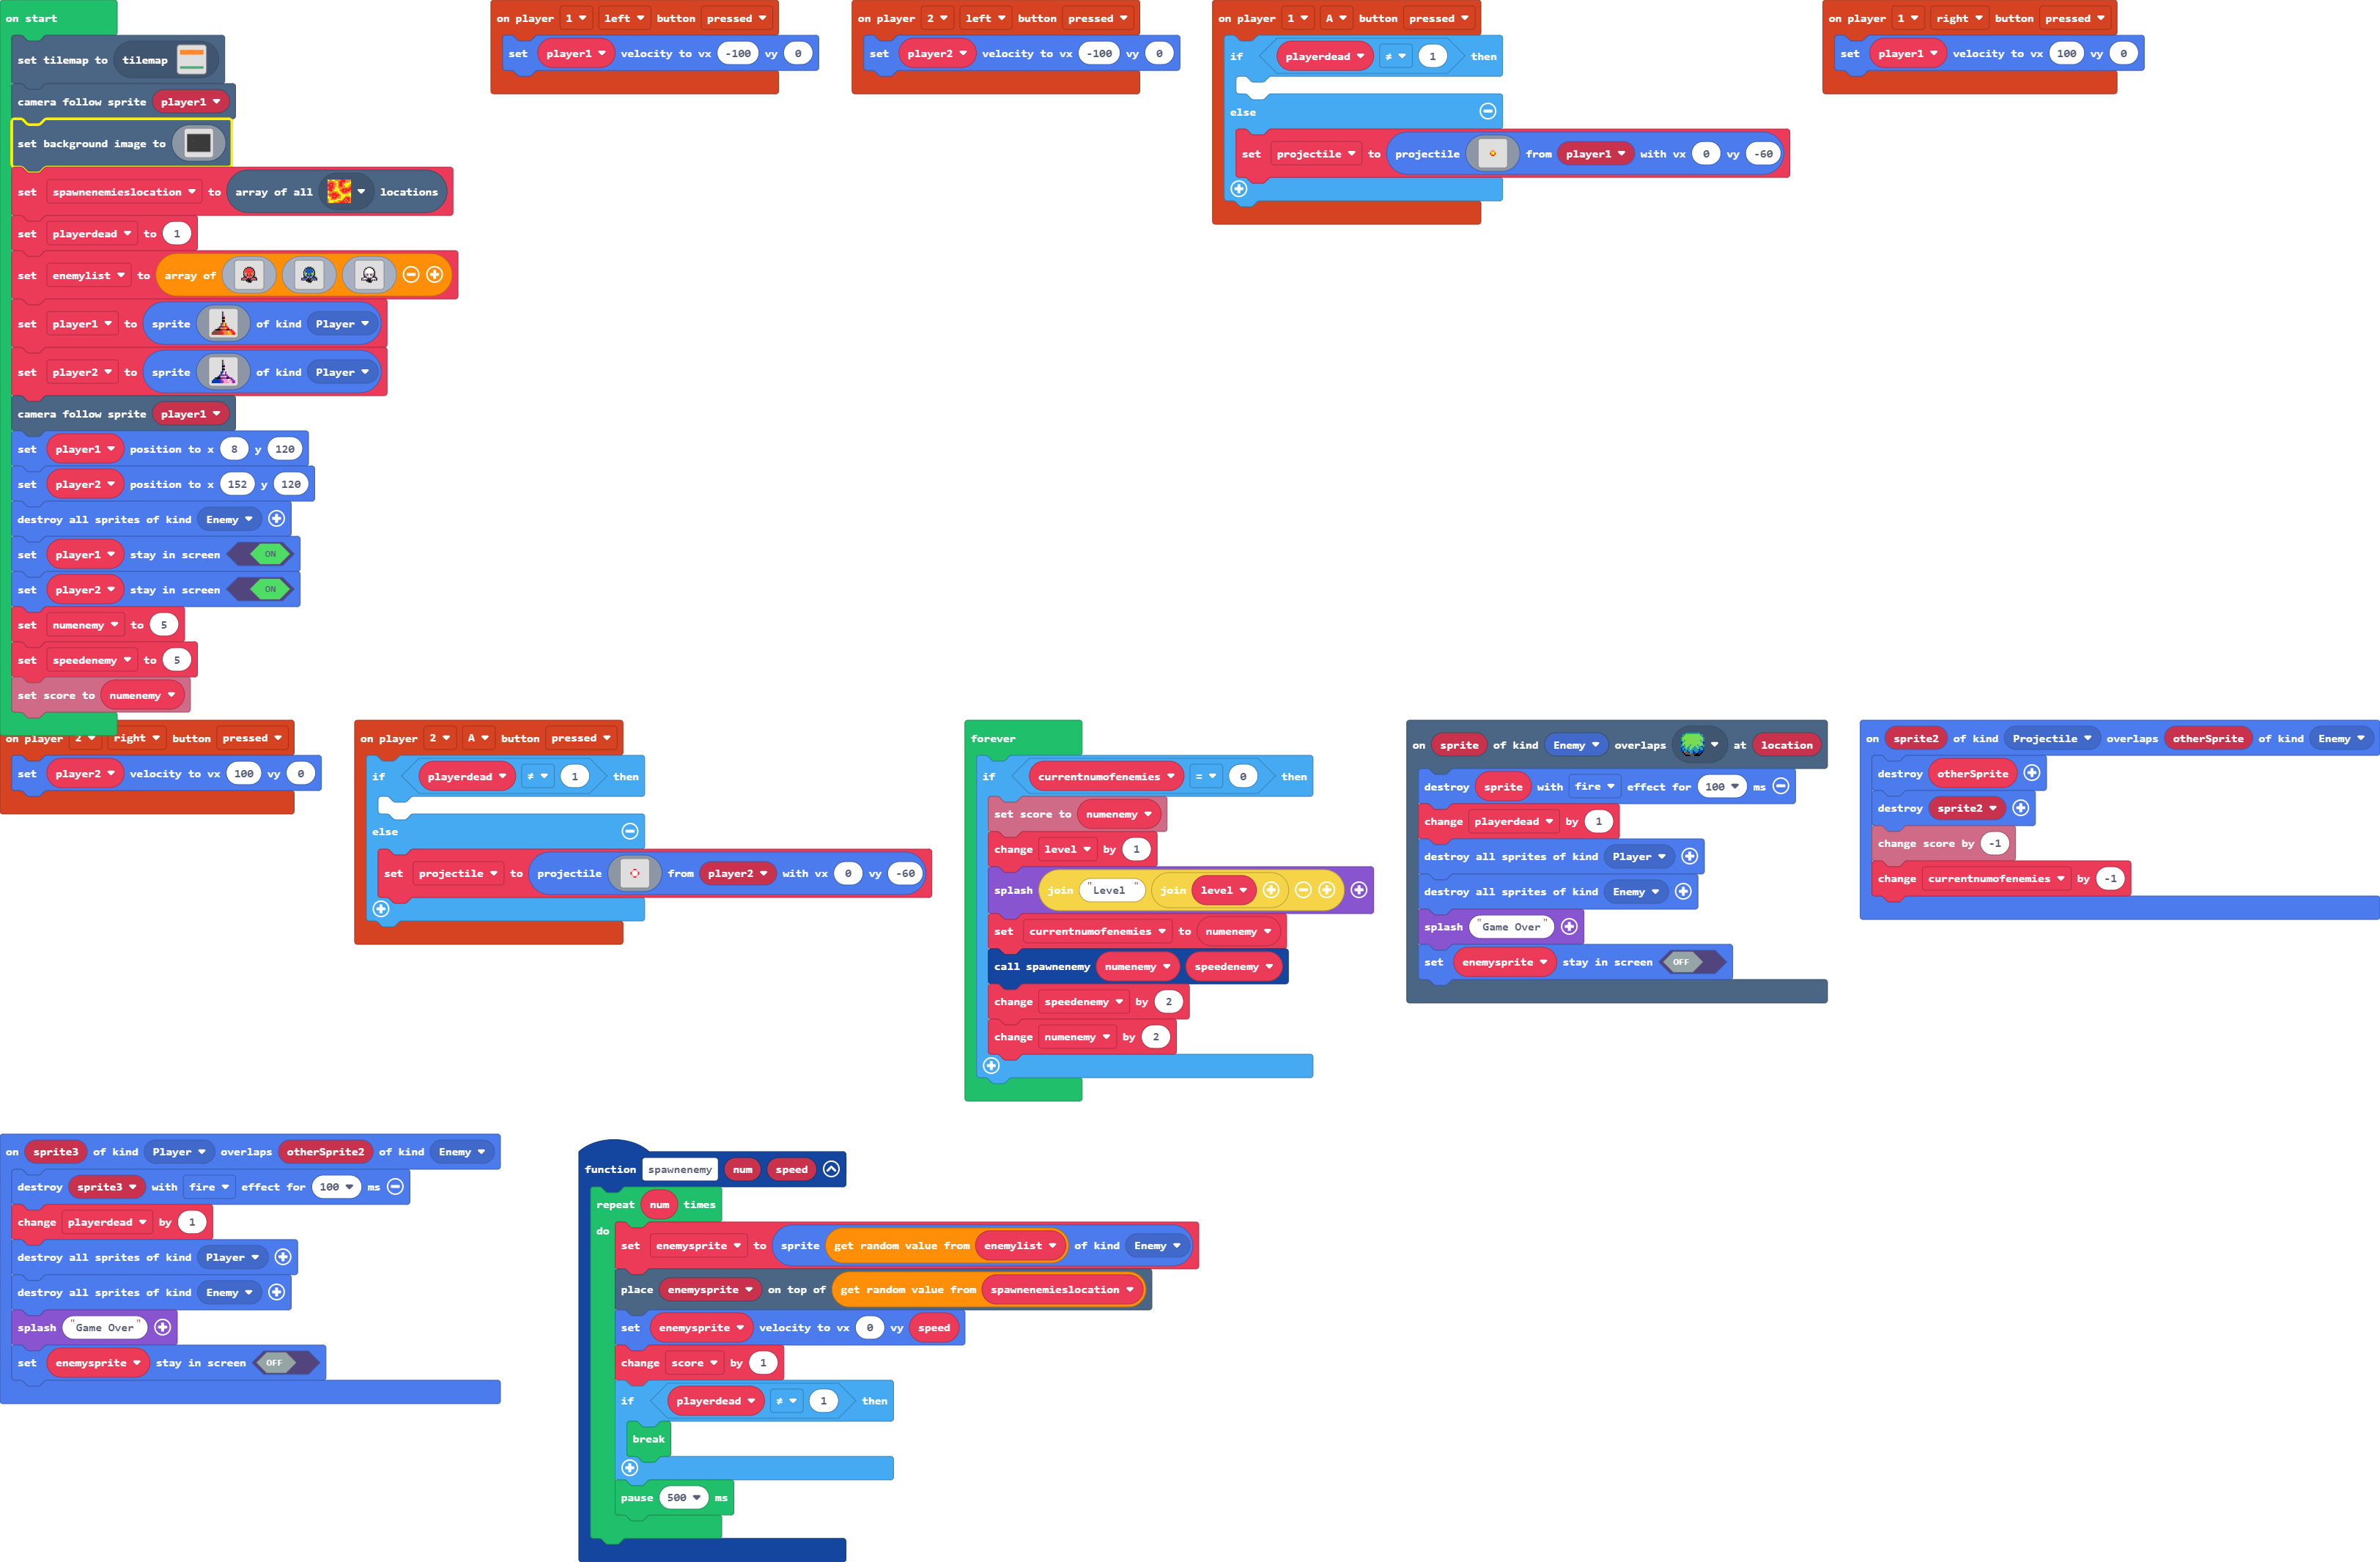 on start
set tilemap to tilemap
camera follow sprite player1
set background image to
set spawnenemieslocation to array of all locations
set playerdead to 1
set enemylist to array of
set player1 to sprite of kind Player
set player2 to sprite of kind Player
camera follow sprite player1
set player1 position to x 8 y 120
set player2 position to x 152 y 120
destroy all sprites of kind Enemy
set player1 stay in screen ON
set player2 stay in screen ON
set numenemy to 5
set speedenemy to 5
set score to numenemy
on player 1 left button pressed
set player1 velocity to vx -100 vy 0
on player 2 left button pressed
set player2 velocity to vx -100 vy 0
on player 1 A button pressed
if playerdead ≠ 1 then
else
set projectile to projectile from player1 with vx 0 vy -60
on player 1 right button pressed
set player1 velocity to vx 100 vy 0
on player 2 right button pressed
set player2 velocity to vx 100 vy 0
on player 2 A button pressed
if playerdead ≠ 1 then
else
set projectile to projectile from player2 with vx 0 vy -60
forever
if currentnumofenemies = 0 then
set score to numenemy
change level by 1
splash join "Level " join level
set currentnumofenemies to numenemy
call spawnenemy numenemy speedenemy
change speedenemy by 2
change numenemy by 2
on sprite of kind Enemy overlaps at location
destroy sprite with fire effect for 100 ms
change playerdead by 1
destroy all sprites of kind Player
destroy all sprites of kind Enemy
splash "Game Over"
set enemysprite stay in screen OFF
on sprite2 of kind Projectile overlaps otherSprite of kind Enemy
destroy otherSprite
destroy sprite2
change score by -1
change currentnumofenemies by -1
on sprite3 of kind Player overlaps otherSprite2 of kind Enemy
destroy sprite3 with fire effect for 100 ms
change playerdead by 1
destroy all sprites of kind Player
destroy all sprites of kind Enemy
splash "Game Over"
set enemysprite stay in screen OFF
function spawnenemy num speed
repeat num times
do
set enemysprite to sprite get random value from enemylist of kind Enemy
place enemysprite on top of get random value from spawnenemieslocation
set enemysprite velocity to vx 0 vy speed
change score by 1
if playerdead ≠ 1 then
break
pause 500 ms